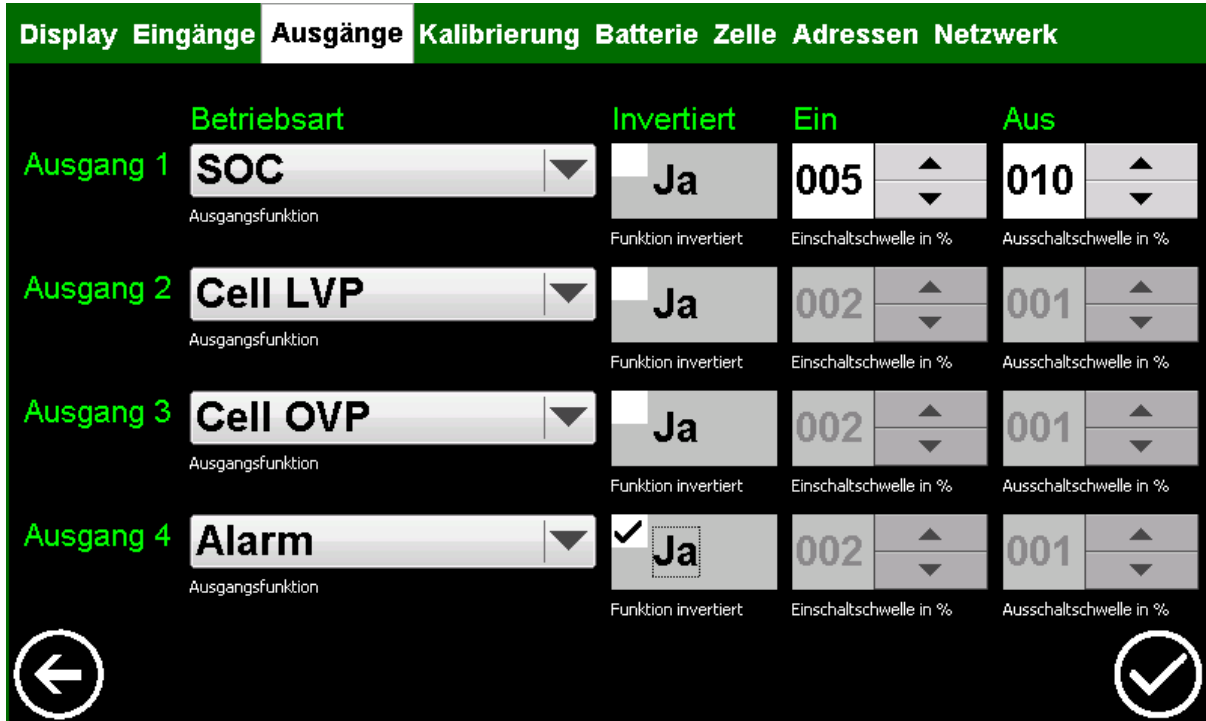 Display Eingänge Ausgänge Kalibrierung Batterie Zelle Adressen Netzwerk
Betriebsart Invertiert Ein Aus
Ausgang 1 SOC Ja 005 010
Ausgangsfunktion
Funktion invertiert Einschaltschwelle in % Ausschaltschwelle in %
Ausgang 2 Cell LVP Ja 002 001
Ausgangsfunktion
Funktion invertiert Einschaltschwelle in % Ausschaltschwelle in %
Ausgang 3 Cell OVP Ja 002 001
Ausgangsfunktion
Funktion invertiert Einschaltschwelle in % Ausschaltschwelle in %
Ausgang 4 Alarm Ja 002 001
Ausgangsfunktion
Funktion invertiert Einschaltschwelle in % Ausschaltschwelle in %